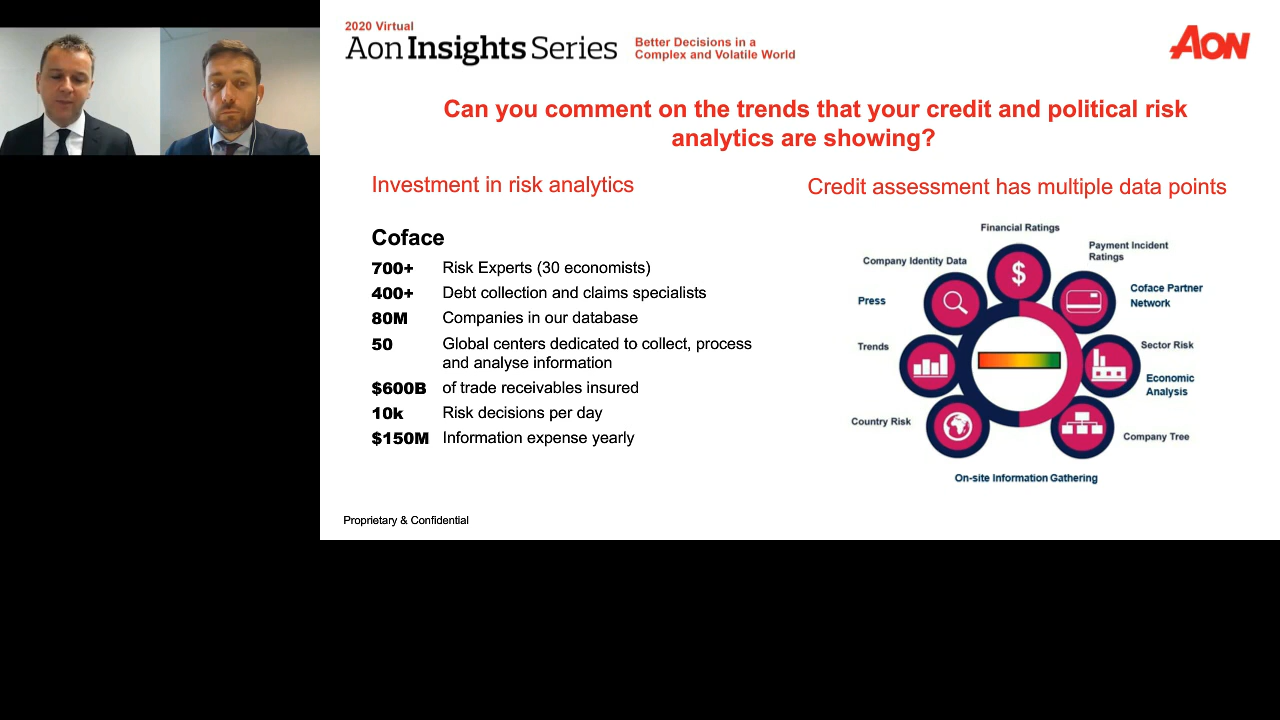 2020 Virtual
Aon Insights Series
Better Decisions in a
Complex and Volatile World
AON
Can you comment on the trends that your credit and political risk
analytics are showing?
Investment in risk analytics
Coface
700+ Risk Experts (30 economists)
400+ Debt collection and claims specialists
80M Companies in our database
50 Global centers dedicated to collect, process
and analyse information
$600B of trade receivables insured
10k Risk decisions per day
$150M Information expense yearly
Credit assessment has multiple data points
Financial Ratings
Payment Incident
Ratings
Company Identity Data
Coface Partner
Network
Press
$
Trends
Sector Risk
Economic
Analysis
Country Risk
Company Tree
On-site Information Gathering
Proprietary & Confidential